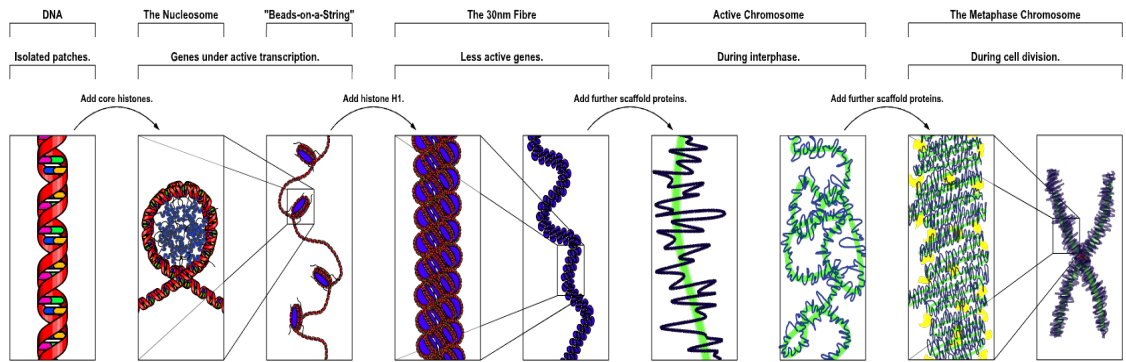 DNA
The Nucleosome
"Beads-on-a-String"
The 30nm Fibre
Active Chromosome
The Metaphase Chromosome
Isolated patches.
Genes under active transcription.
Less active genes.
During interphase.
During cell division.
Add core histones.
Add histone H1.
Add further scaffold proteins.
Add further scaffold proteins.